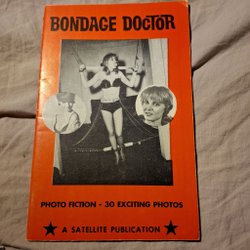 BONDAGE DOCTOR
PHOTO FICTION - 30 EXCITING PHOTOS
A SATELLITE PUBLICATION